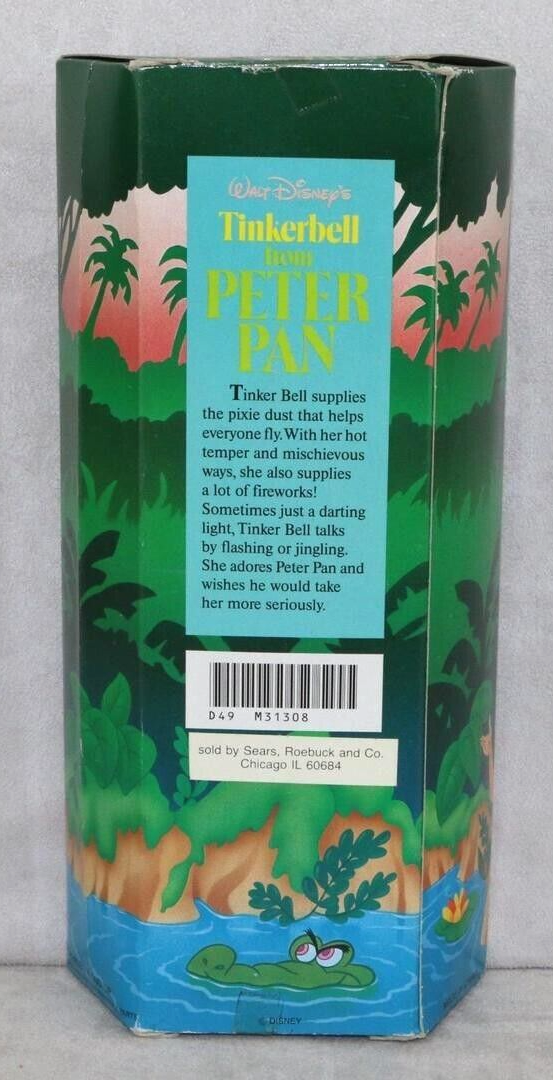 Walt Disney's
Tinkerbell
from
PETER
PAN
Tinker Bell supplies
the pixie dust that helps
everyone fly. With her hot
temper and mischievous
ways, she also supplies
a lot of fireworks!
Sometimes just a darting
light, Tinker Bell talks
by flashing or jingling.
She adores Peter Pan and
wishes he would take
her more seriously.
D49 M31308
sold by Sears, Roebuck and Co.
Chicago IL 60684
© DISNEY